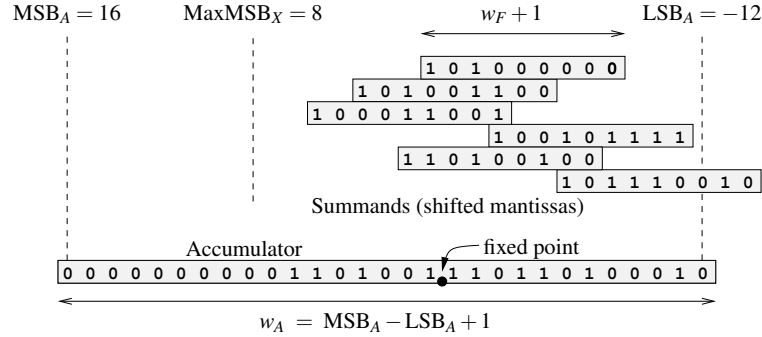 MSB_A = 16 MaxMSB_X = 8 w_F + 1 LSB_A = −12
1 0 1 0 0 0 0 0 0
1 0 1 0 0 1 1 0 0
1 0 0 0 1 1 0 0 1
1 0 0 1 0 1 1 1 1
1 1 0 1 0 0 1 0 0
1 0 1 1 1 0 0 1 0
Summands (shifted mantissas)
Accumulator fixed point
0 0 0 0 0 0 0 0 0 0 1 1 0 1 0 0 1 1 1 0 1 1 0 1 0 0 0 1 0
w_A = MSB_A − LSB_A + 1